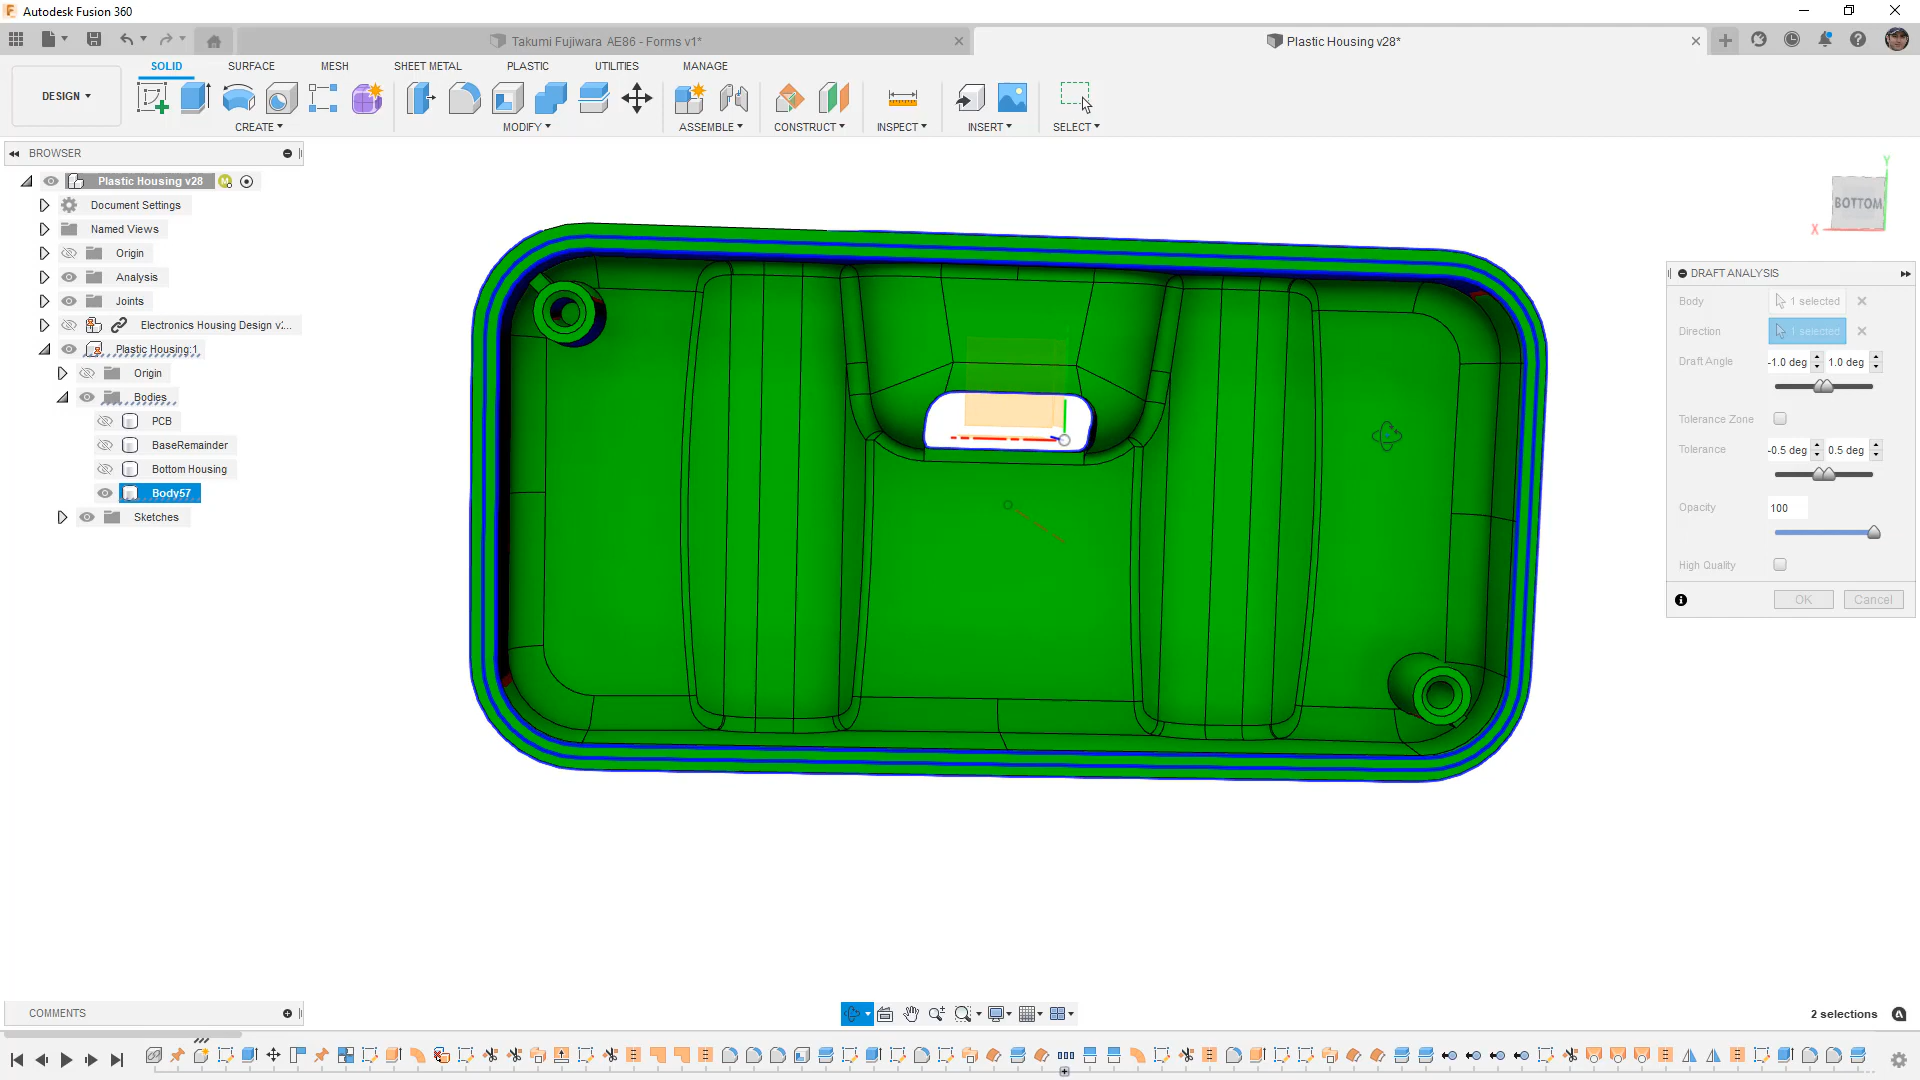 Autodesk Fusion 360
Takumi Fujiwara AE86 - Forms v1*
Plastic Housing v28*
DESIGN
SOLID
SURFACE
MESH
SHEET METAL
PLASTIC
UTILITIES
MANAGE
CREATE
MODIFY
ASSEMBLE
CONSTRUCT
INSPECT
INSERT
SELECT
BROWSER
Plastic Housing v28
Document Settings
Named Views
Origin
Analysis
Joints
Electronics Housing Design v2...
Plastic Housing:1
Origin
Bodies
PCB
BaseRemainder
Bottom Housing
Body57
Sketches
Y
BOTTOM
X
DRAFT ANALYSIS
Body 1 selected
Direction 1 selected
Draft Angle -1.0 deg 1.0 deg
Tolerance Zone
Tolerance -0.5 deg 0.5 deg
Opacity 100
High Quality
OK Cancel
COMMENTS
2 selections